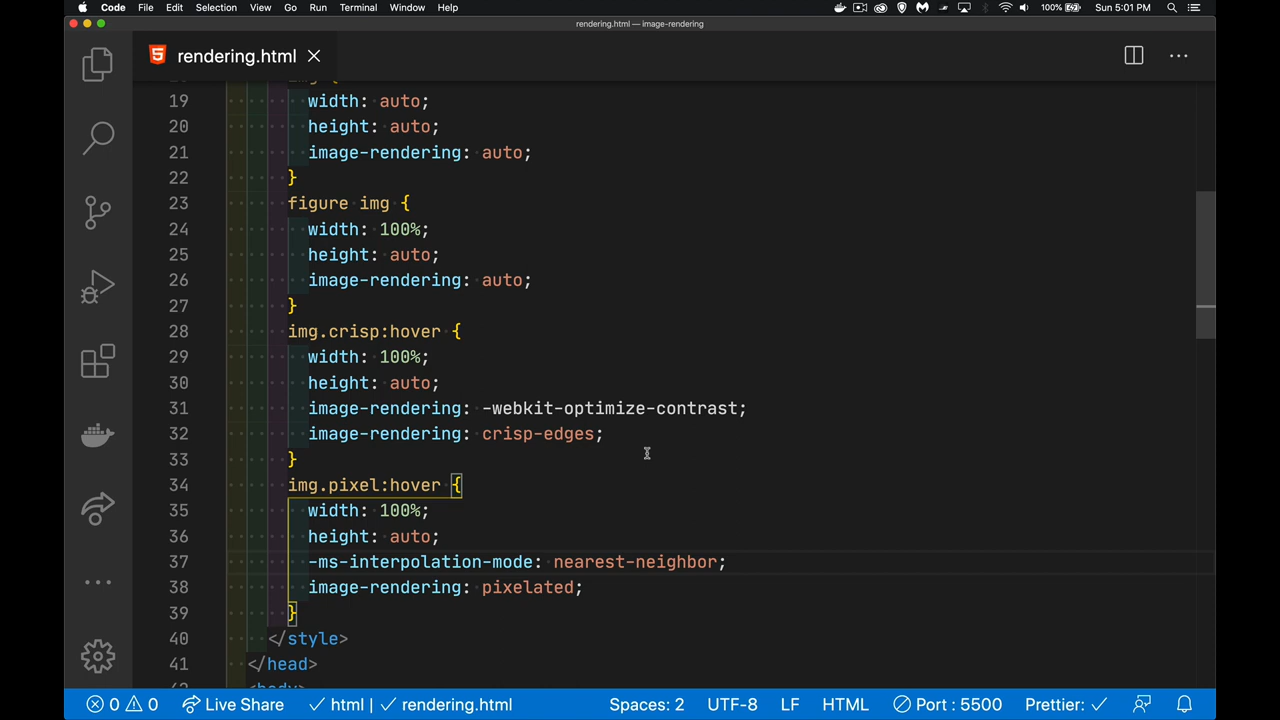 Code File Edit Selection View Go Run Terminal Window Help 100% Sun 5:01 PM
rendering.html — image-rendering
rendering.html
19 width: auto;
20 height: auto;
21 image-rendering: auto;
22 }
23 figure img {
24 width: 100%;
25 height: auto;
26 image-rendering: auto;
27 }
28 img.crisp:hover {
29 width: 100%;
30 height: auto;
31 image-rendering: -webkit-optimize-contrast;
32 image-rendering: crisp-edges;
33 }
34 img.pixel:hover {
35 width: 100%;
36 height: auto;
37 -ms-interpolation-mode: nearest-neighbor;
38 image-rendering: pixelated;
39 }
40 </style>
41 </head>
0 0 Live Share html | rendering.html Spaces: 2 UTF-8 LF HTML Port : 5500 Prettier: